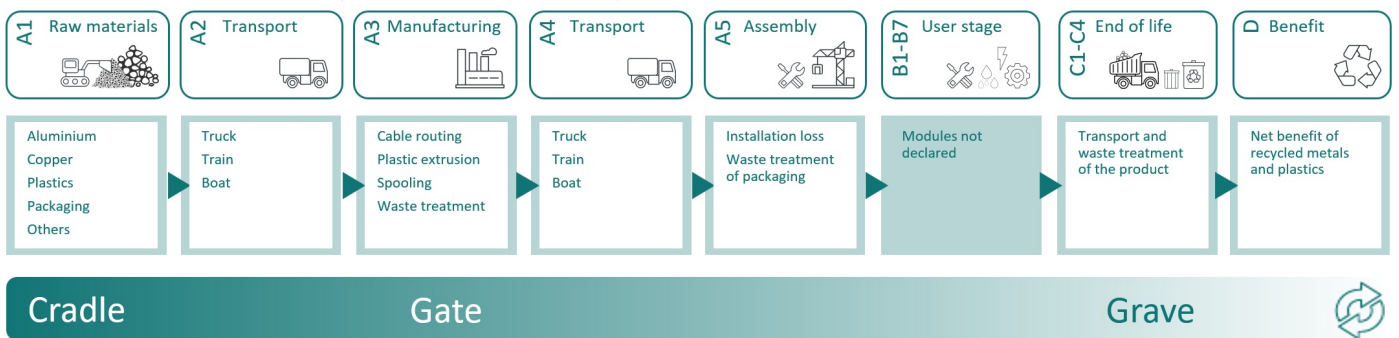 A1 Raw materials
A2 Transport
A3 Manufacturing
A4 Transport
A5 Assembly
B1-B7 User stage
C1-C4 End of life
D Benefit
Aluminium
Copper
Plastics
Packaging
Others
Truck
Train
Boat
Cable routing
Plastic extrusion
Spooling
Waste treatment
Truck
Train
Boat
Installation loss
Waste treatment
of packaging
Modules not
declared
Transport and
waste treatment
of the product
Net benefit of
recycled metals
and plastics
Cradle
Gate
Grave